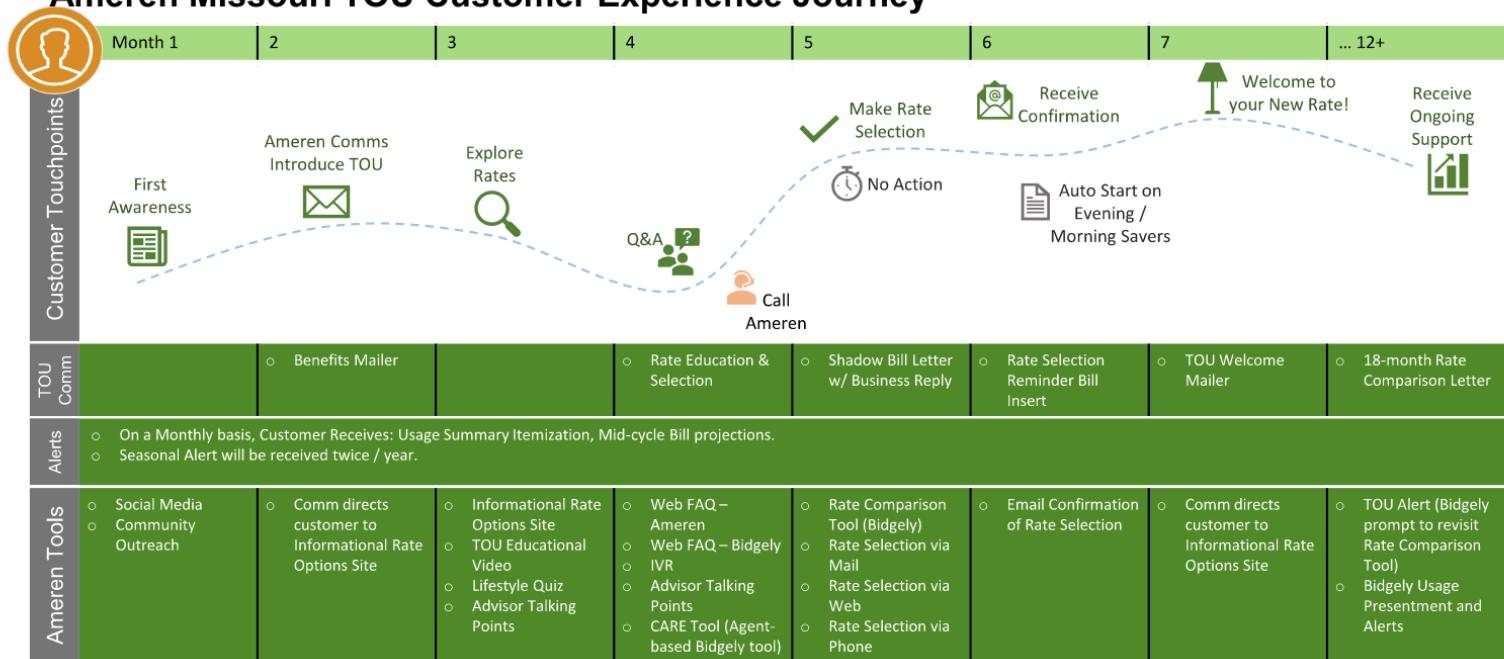 Ameren Missouri TOU Customer Experience Journey
Month 1
2
3
4
5
6
7
... 12+
Customer Touchpoints
First
Awareness
Ameren Comms
Introduce TOU
Explore
Rates
Q&A
?
Call
Ameren
Make Rate
Selection
No Action
@
Receive
Confirmation
Auto Start on
Evening /
Morning Savers
Welcome to
your New Rate!
Receive
Ongoing
Support
TOU
Comm
○ Benefits Mailer
○ Rate Education &
Selection
○ Shadow Bill Letter
w/ Business Reply
○ Rate Selection
Reminder Bill
Insert
○ TOU Welcome
Mailer
○ 18-month Rate
Comparison Letter
Alerts
○ On a Monthly basis, Customer Receives: Usage Summary Itemization, Mid-cycle Bill projections.
○ Seasonal Alert will be received twice / year.
Ameren Tools
○ Social Media
○ Community
Outreach
○ Comm directs
customer to
Informational Rate
Options Site
○ Informational Rate
Options Site
○ TOU Educational
Video
○ Lifestyle Quiz
○ Advisor Talking
Points
○ Web FAQ –
Ameren
○ Web FAQ – Bidgely
○ IVR
○ Advisor Talking
Points
○ CARE Tool (Agent-
based Bidgely tool)
○ Rate Comparison
Tool (Bidgely)
○ Rate Selection via
Mail
○ Rate Selection via
Web
○ Rate Selection via
Phone
○ Email Confirmation
of Rate Selection
○ Comm directs
customer to
Informational Rate
Options Site
○ TOU Alert (Bidgely
prompt to revisit
Rate Comparison
Tool)
○ Bidgely Usage
Presentment and
Alerts